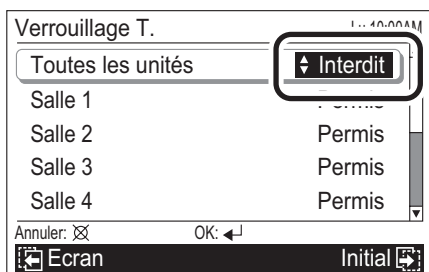 Verrouillage T.
Toutes les unités Interdit
Salle 1
Salle 2 Permis
Salle 3 Permis
Salle 4 Permis
Annuler: OK:
Ecran Initial